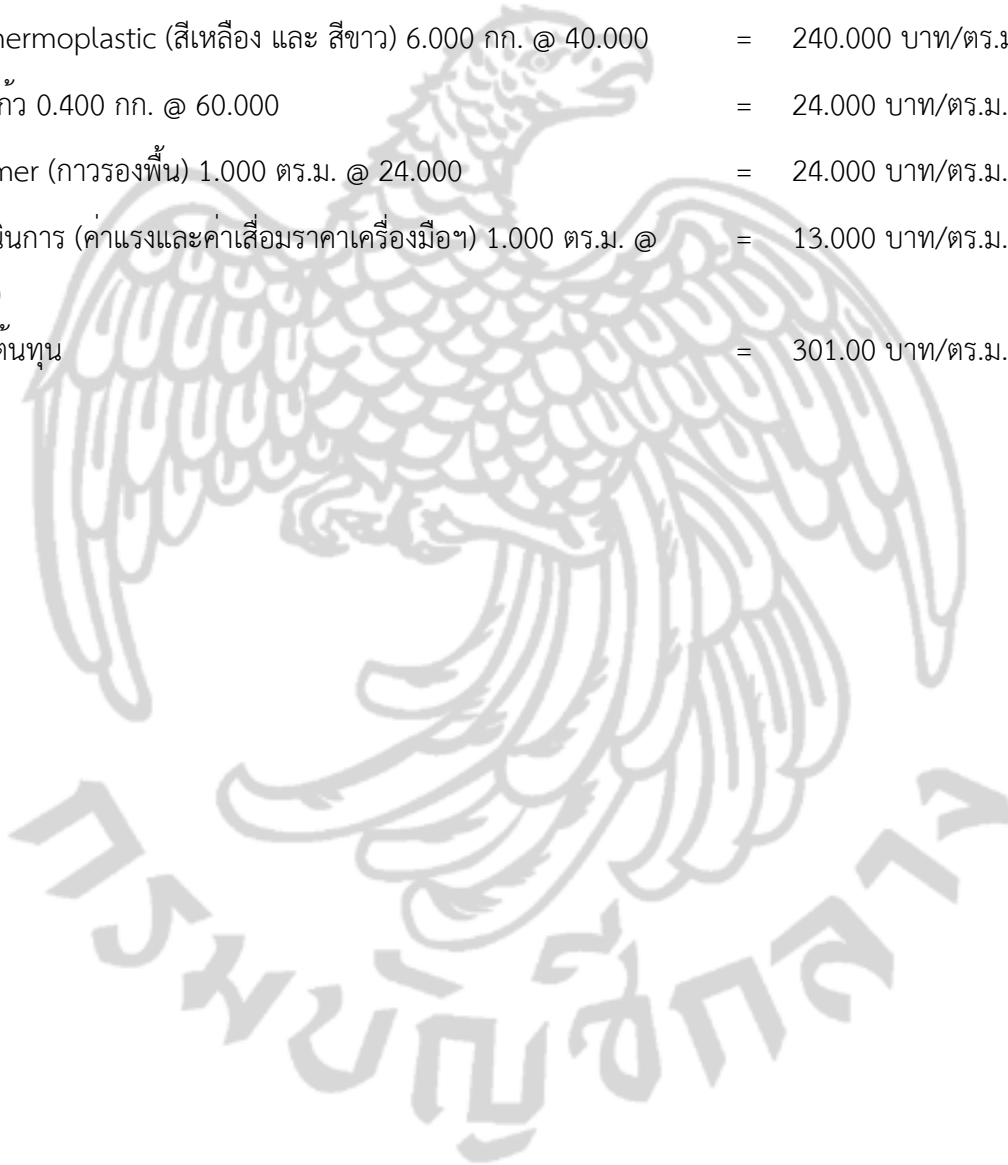 hermoplastic (สีเหลือง และ สีขาว) 6.000 กก. @ 40.000 = 240.000 บาท/ตร.ม
ก้ว 0.400 กก. @ 60.000 = 24.000 บาท/ตร.ม.
mer (กาวรองพื้น) 1.000 ตร.ม. @ 24.000 = 24.000 บาท/ตร.ม.
นินการ (ค่าแรงและค่าเสื่อมราคาเครื่องมือฯ) 1.000 ตร.ม. @ = 13.000 บาท/ตร.ม.
ต้นทุน = 301.00 บาท/ตร.ม.
กรมบัญชีกลาง